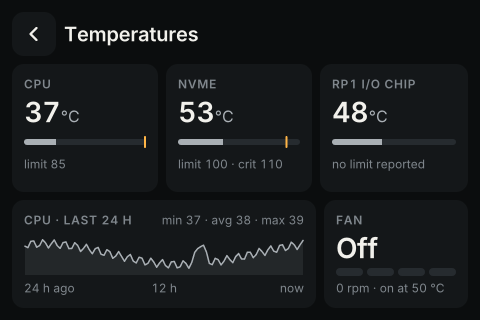 Temperatures
CPU
37°C
limit 85
NVME
53°C
limit 100 · crit 110
RP1 I/O CHIP
48°C
no limit reported
CPU · LAST 24 H
min 37 · avg 38 · max 39
24 h ago
12 h
now
FAN
Off
0 rpm · on at 50 °C